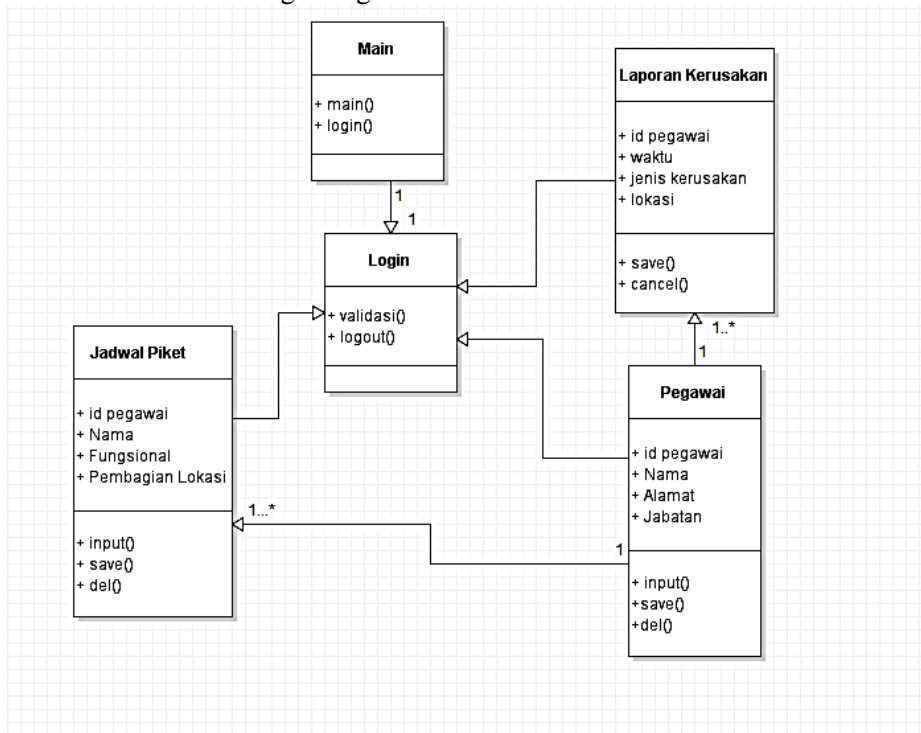 Main
+ main()
+ login()
1
1
Login
+ validasi()
+ logout()
Laporan Kerusakan
+ id pegawai
+ waktu
+ jenis kerusakan
+ lokasi
+ save()
+ cancel()
1..*
1
Jadwal Piket
+ id pegawai
+ Nama
+ Fungsional
+ Pembagian Lokasi
+ input()
+ save()
+ del()
1...*
1
Pegawai
+ id pegawai
+ Nama
+ Alamat
+ Jabatan
+ input()
+save()
+del()